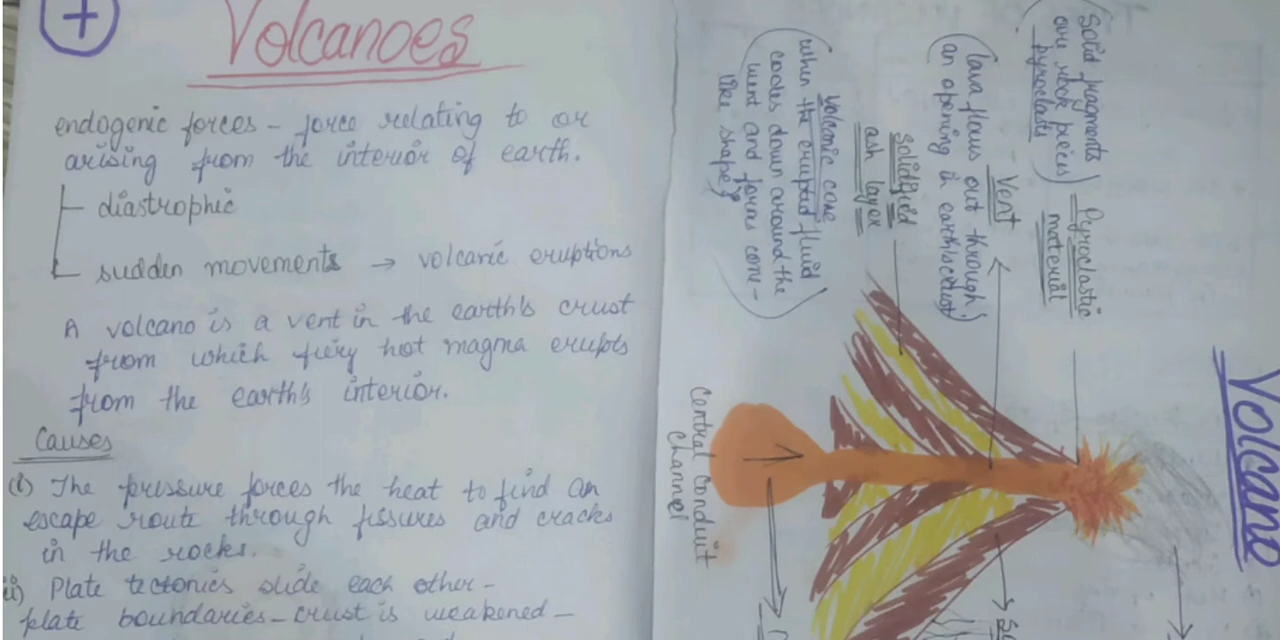 +
Volcanoes
endogenic forces - force relating to or
arising from the interior of earth.
diastrophic
sudden movements → volcanic eruptions
A volcano is a vent in the earth's crust
from which fiery hot magma erupts
from the earth's interior.
Causes
(i) The pressure forces the heat to find an
escape route through fissures and cracks
in the rocks.
ii) Plate tectonics slide each other -
plate boundaries - crust is weakened -
Volcano
Solid fragments
are rock pieces)
pyroclasts
Pyroclastic
material
Vent
(lava flows out through
an opening in earth's crust)
solidified
ash layer
Volcanic cone
(when the erupted fluid
cooles down around the
vent and forms cone -
like shape)
Central conduit
channel